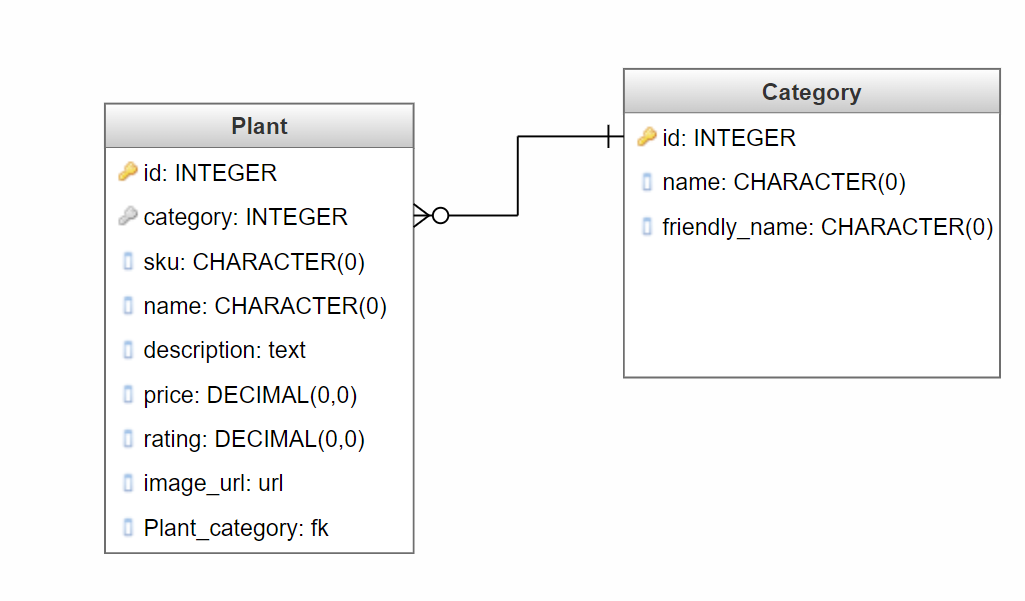 Plant
id: INTEGER
category: INTEGER
sku: CHARACTER(0)
name: CHARACTER(0)
description: text
price: DECIMAL(0,0)
rating: DECIMAL(0,0)
image_url: url
Plant_category: fk
Category
id: INTEGER
name: CHARACTER(0)
friendly_name: CHARACTER(0)